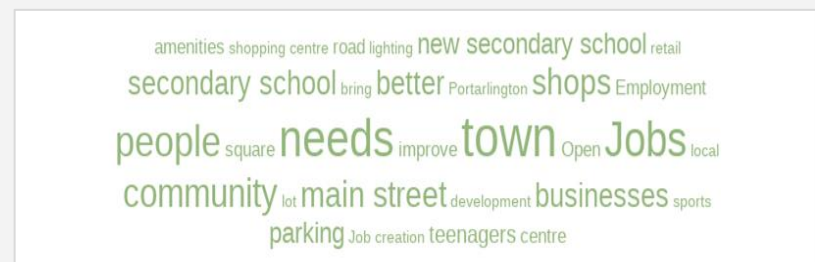 amenities shopping centre road lighting new secondary school retail
secondary school bring better Portarlington shops Employment
people square needs improve town Open Jobs local
community lot main street development businesses sports
parking Job creation teenagers centre